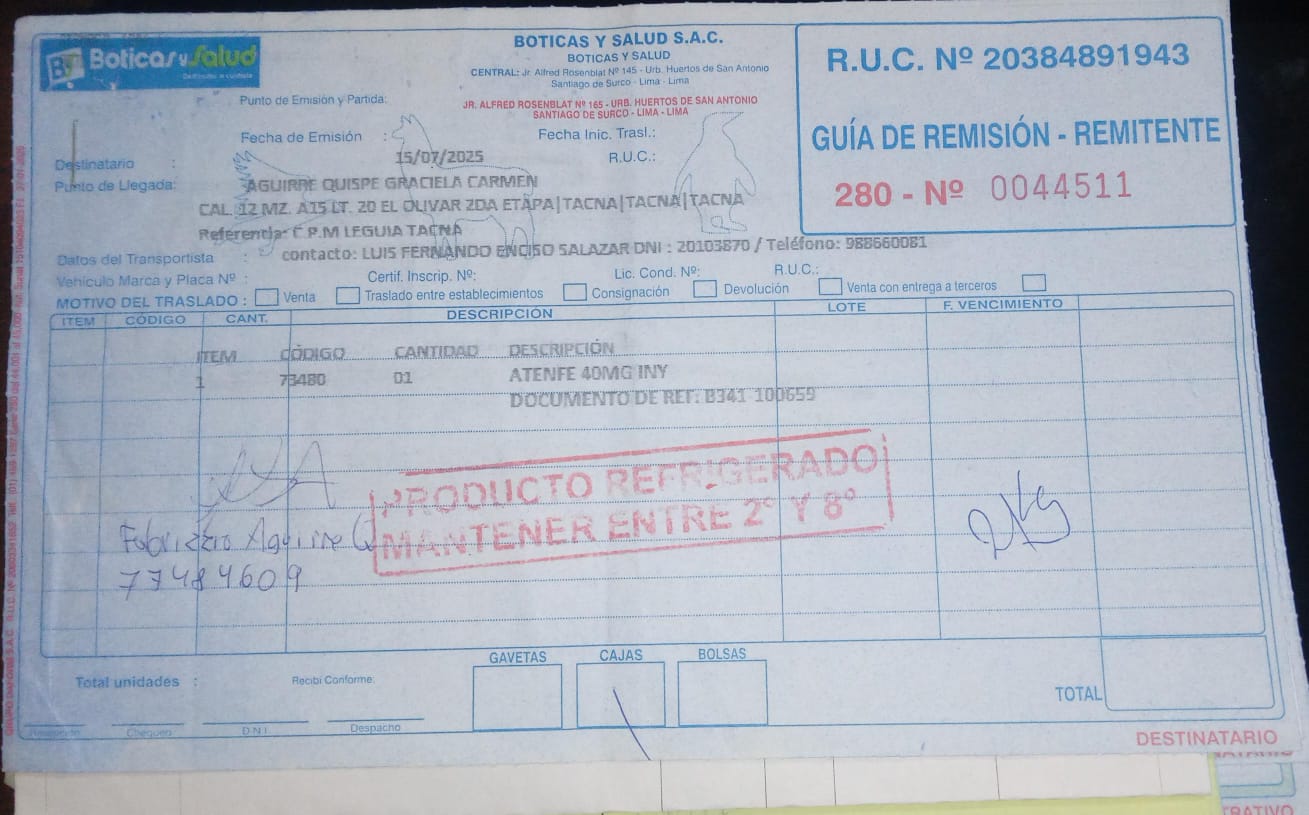 Boticas y Salud
BOTICAS Y SALUD S.A.C.
BOTICAS Y SALUD
CENTRAL: Jr. Alfred Rosenblat Nº 145 - Urb. Huertos de San Antonio
Santiago de Surco - Lima - Lima
Punto de Emisión y Partida:
JR. ALFRED ROSENBLAT Nº 165 - URB. HUERTOS DE SAN ANTONIO
SANTIAGO DE SURCO - LIMA - LIMA
R.U.C. Nº 20384891943
GUÍA DE REMISIÓN - REMITENTE
280 - Nº 0044511
Fecha de Emisión :
Fecha Inic. Trasl.:
15/07/2025
R.U.C.:
Destinatario :
Punto de Llegada:
AGUIRRE QUISPE GRACIELA CARMEN
CAL. 12 MZ. A15 LT. 20 EL OLIVAR 2DA ETAPA|TACNA|TACNA|TACNA
Referencia: C.P.M LEGUIA TACNA
Datos del Transportista :
contacto: LUIS FERNANDO ENCISO SALAZAR DNI : 20103870 / Teléfono: 988660081
Vehículo Marca y Placa Nº :
Certif. Inscrip. Nº:
Lic. Cond. Nº:
R.U.C.:
MOTIVO DEL TRASLADO : Venta Traslado entre establecimientos Consignación Devolución Venta con entrega a terceros
ITEM CÓDIGO CANT. DESCRIPCIÓN LOTE F. VENCIMIENTO
ITEM CÓDIGO CANTIDAD DESCRIPCIÓN
1 73480 01 ATENFE 40MG INY
DOCUMENTO DE REF: B341 100659
PRODUCTO REFRIGERADO
MANTENER ENTRE 2° Y 8°
Fabrizzio Aguirre Q
77484609
GAVETAS CAJAS BOLSAS
Total unidades :
Recibí Conforme:
TOTAL
Chequeo D.N.I. Despacho
DESTINATARIO